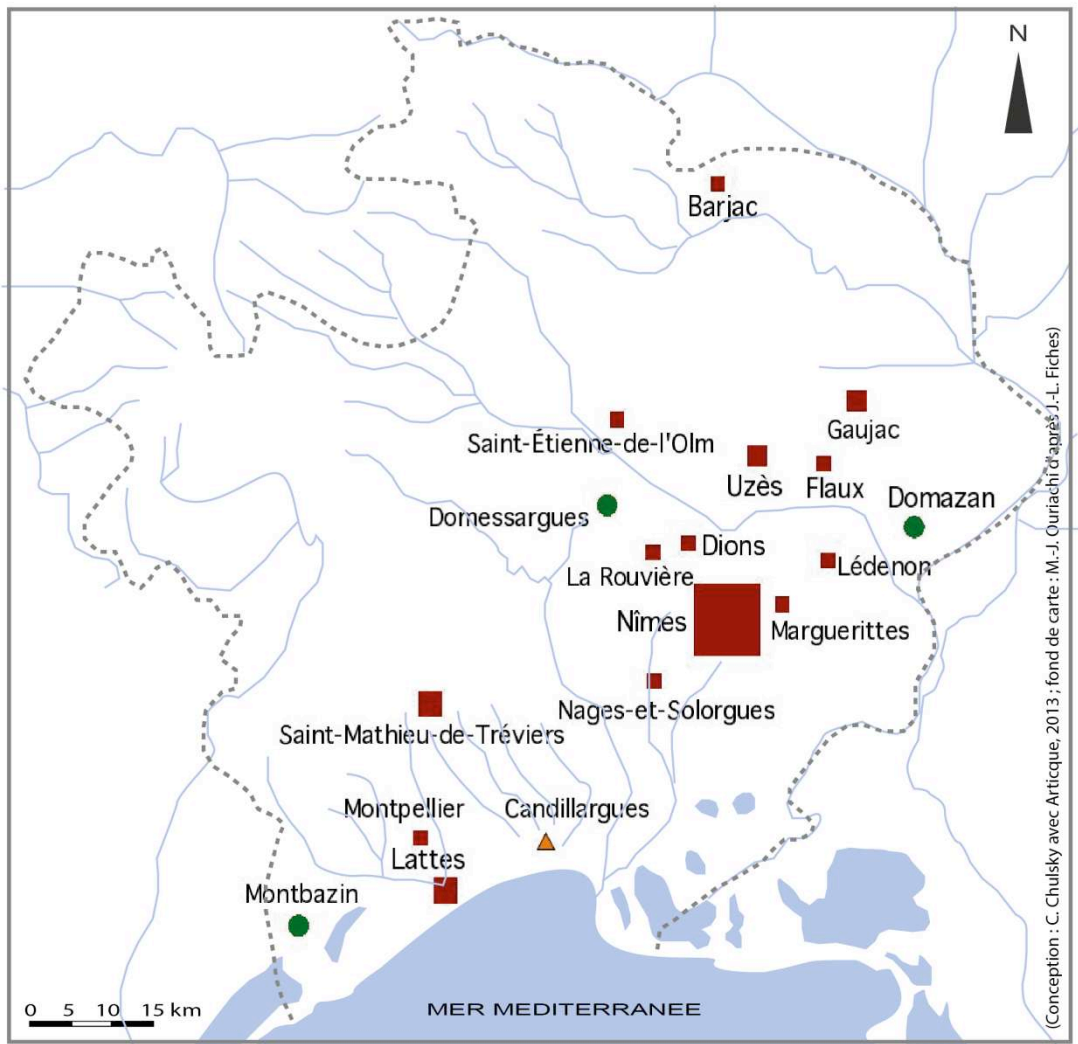 N
Barjac
Gaujac
Saint-Étienne-de-l'Olm
Uzès
Flaux
Domazan
Domessargues
Dions
La Rouvière
Lédenon
Nîmes
Marguerittes
Nages-et-Solorgues
Saint-Mathieu-de-Tréviers
Montpellier
Candillargues
Lattes
Montbazin
0 5 10 15 km
MER MEDITERRANEE
(Conception : C. Chulsky avec Articque, 2013 ; fond de carte : M.-J. Ouriachi d'après J.-L. Fiches)